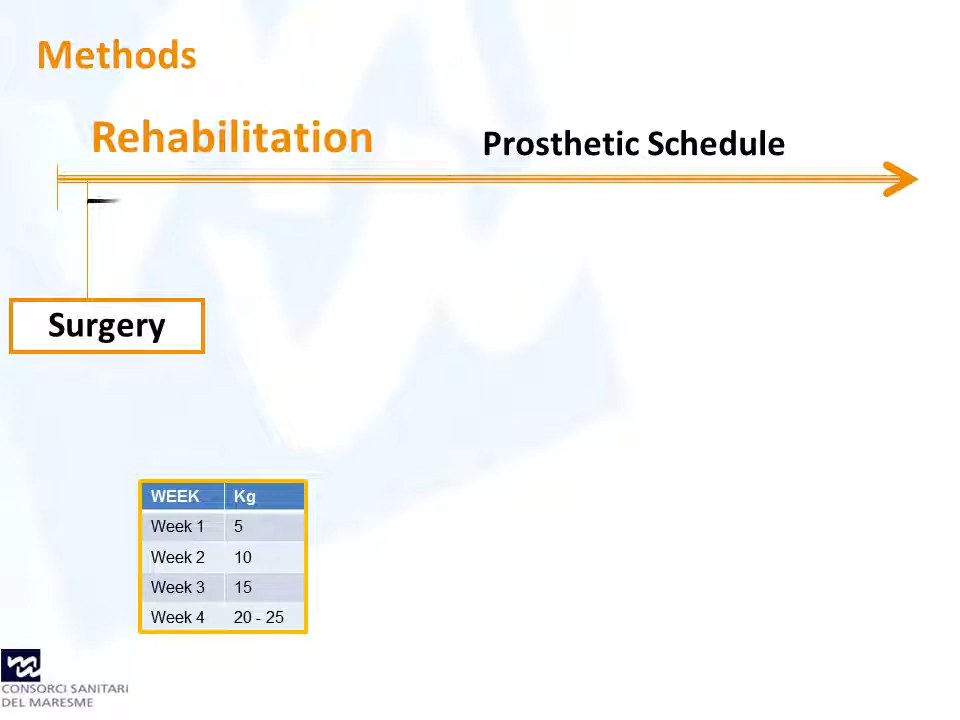 Methods
Rehabilitation
Prosthetic Schedule
Surgery
WEEK Kg
Week 1 5
Week 2 10
Week 3 15
Week 4 20 - 25
CONSORCI SANITARI
DEL MARESME